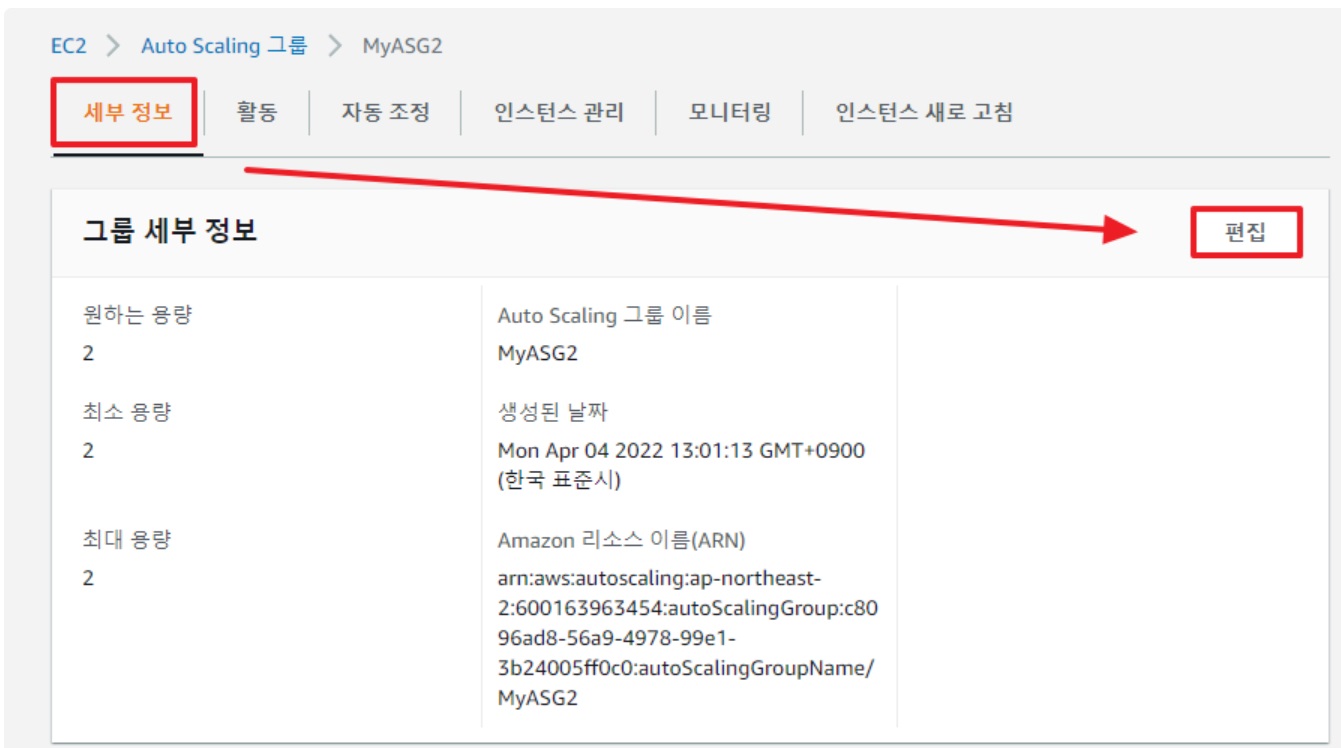 EC2 > Auto Scaling 그룹 > MyASG2
세부 정보 활동 자동 조정 인스턴스 관리 모니터링 인스턴스 새로 고침
그룹 세부 정보
편집
원하는 용량
2
최소 용량
2
최대 용량
2
Auto Scaling 그룹 이름
MyASG2
생성된 날짜
Mon Apr 04 2022 13:01:13 GMT+0900
(한국 표준시)
Amazon 리소스 이름(ARN)
arn:aws:autoscaling:ap-northeast-
2:600163963454:autoScalingGroup:c80
96ad8-56a9-4978-99e1-
3b24005ff0c0:autoScalingGroupName/
MyASG2